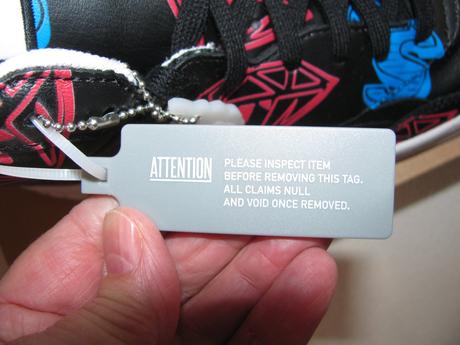 ATTENTION
PLEASE INSPECT ITEM
BEFORE REMOVING THIS TAG.
ALL CLAIMS NULL
AND VOID ONCE REMOVED.